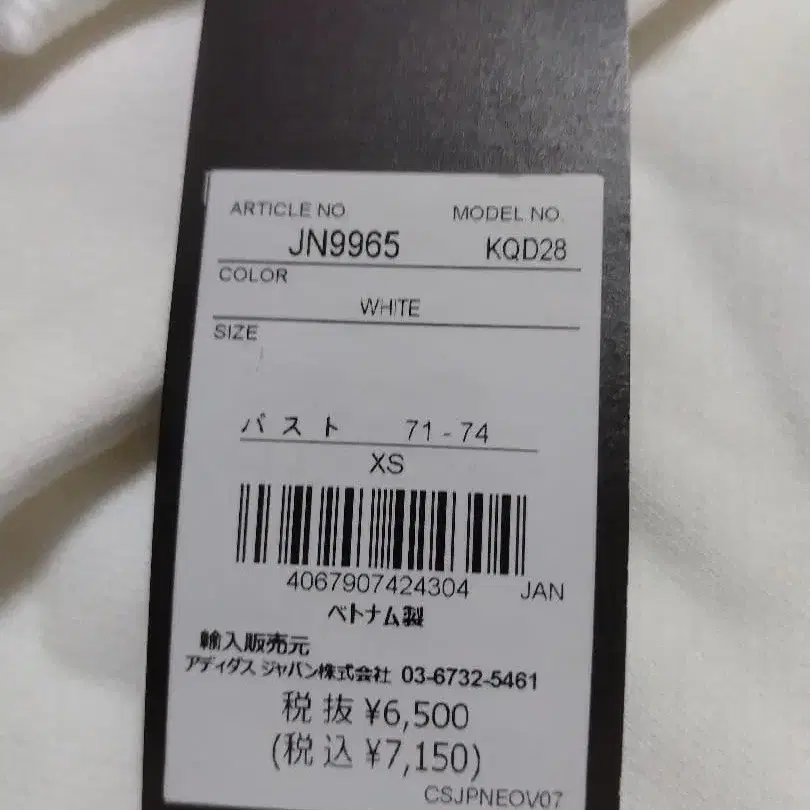 ARTICLE NO
MODEL NO.
JN9965
KQD28
COLOR
WHITE
SIZE
バスト 71 - 74
XS
4067907424304 JAN
ベトナム製
輸入販売元
アディダス ジャパン株式会社 03-6732-5461
税抜 ¥6,500
(税込 ¥7,150)
CSJPNEOV07